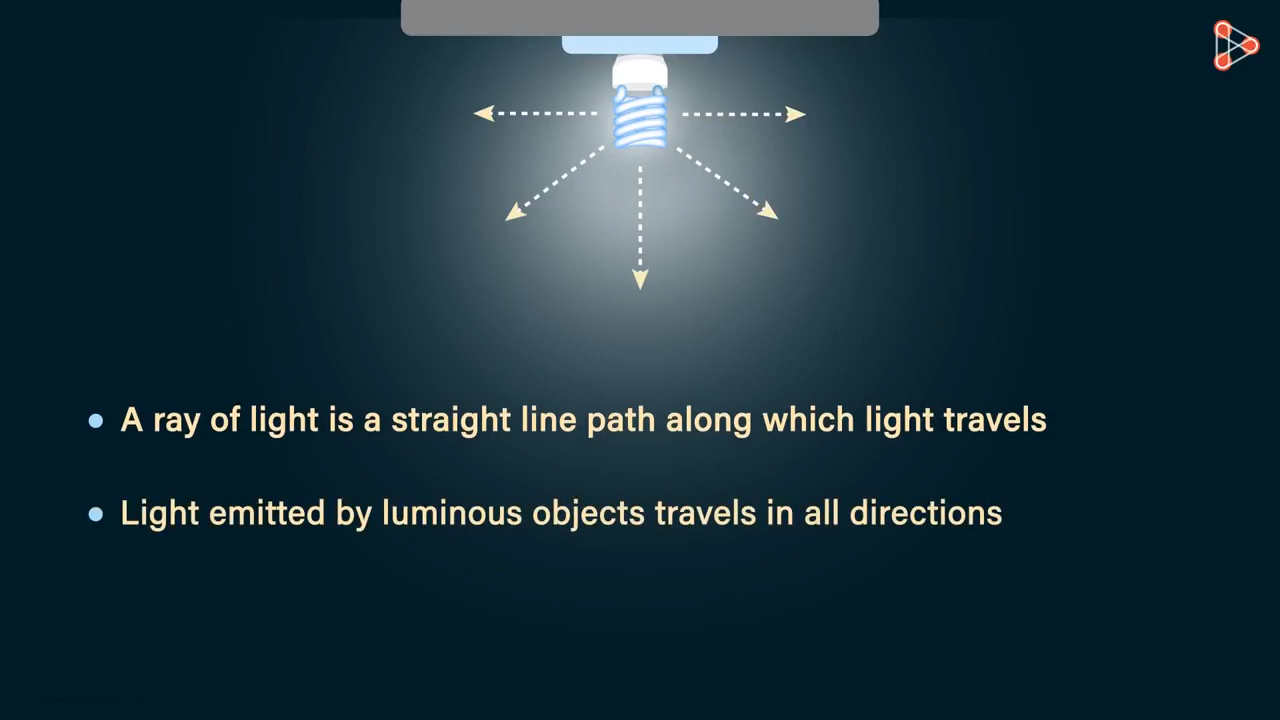 A ray of light is a straight line path along which light travels
Light emitted by luminous objects travels in all directions